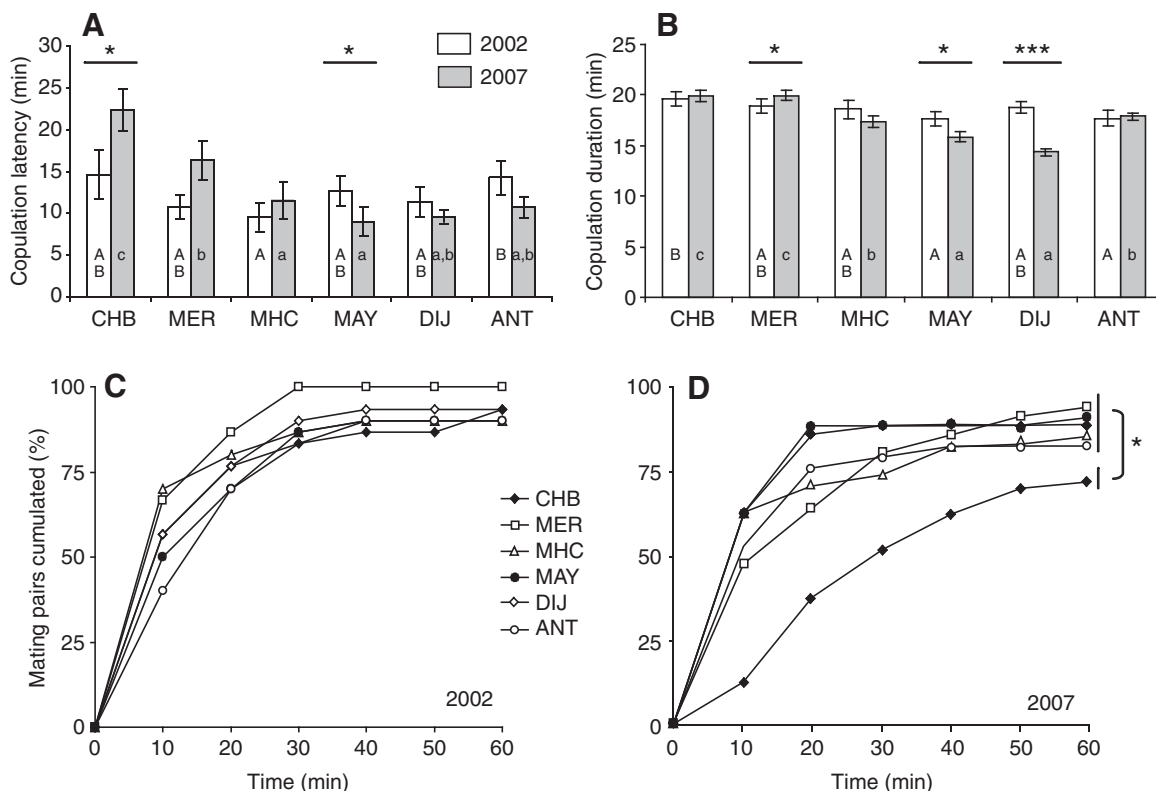 A
Copulation latency (min)
30
25
20
15
10
5
0
* *
2002
2007
A B c A B b A a A B a A B a,b B a,b
CHB MER MHC MAY DIJ ANT
B
Copulation duration (min)
25
20
15
10
5
0
* * ***
B c A B c A B b A a A B a A b
CHB MER MHC MAY DIJ ANT
C
Mating pairs cumulated (%)
100
75
50
25
0
CHB
MER
MHC
MAY
DIJ
ANT
2002
0 10 20 30 40 50 60
Time (min)
D
100
75
50
25
0
*
2007
0 10 20 30 40 50 60
Time (min)